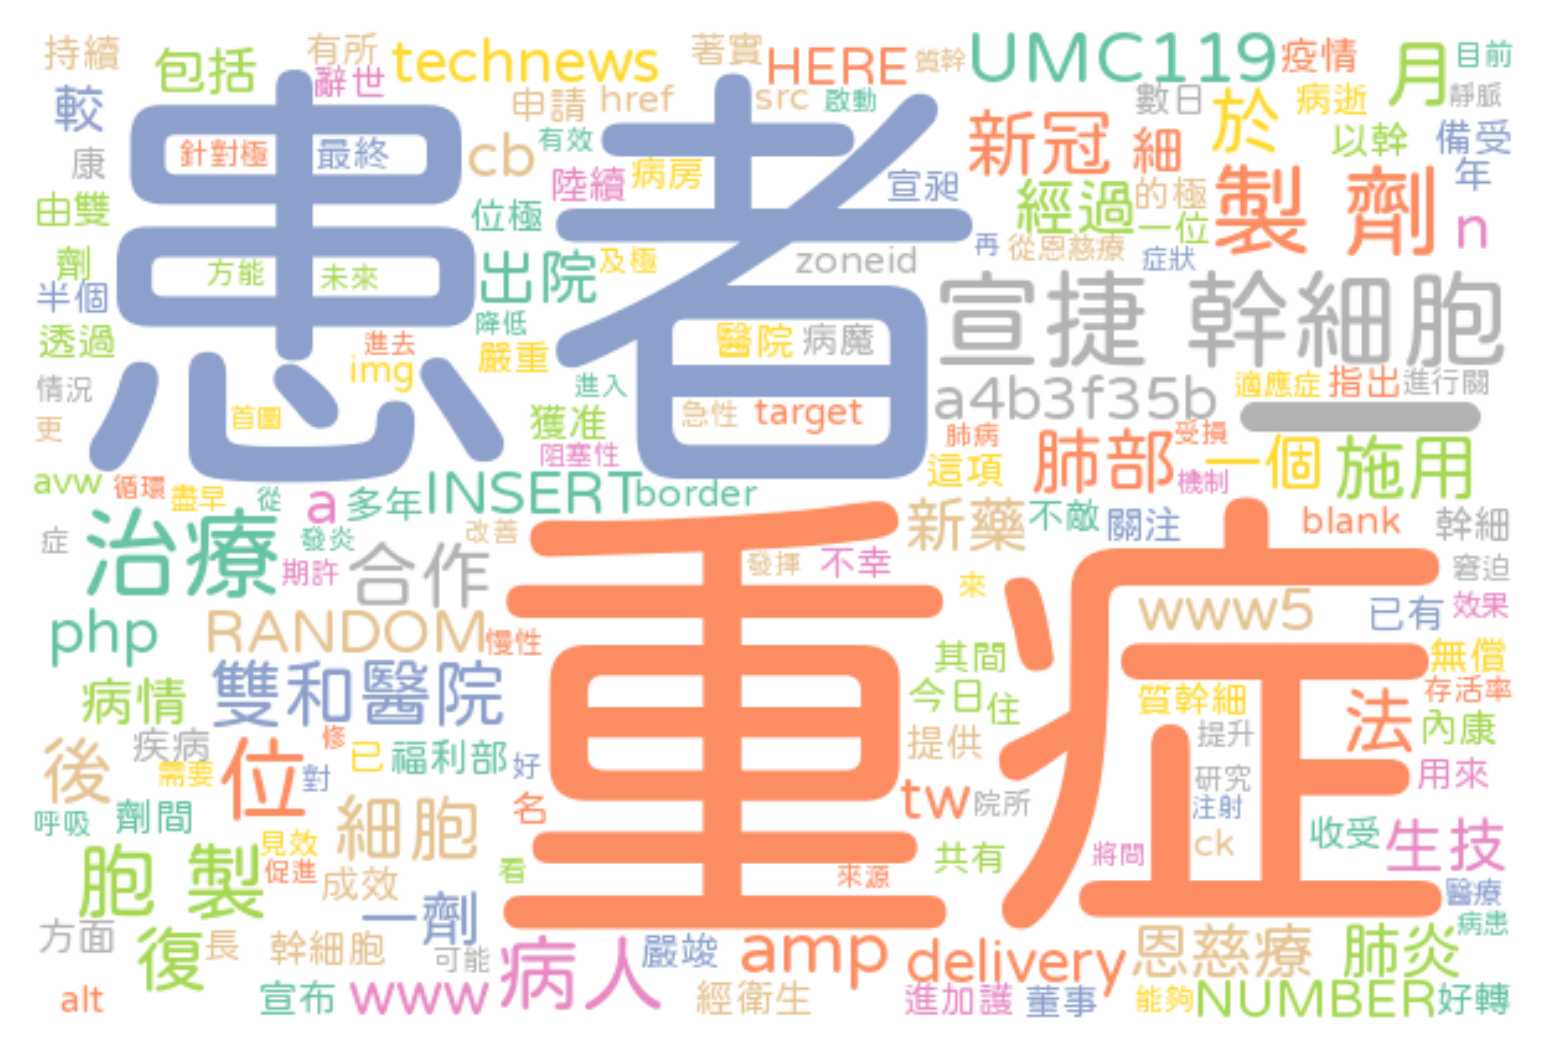 持續 包括 有所 辭世 technews 著實 HERE 質幹 UMC119 疫情 月 目前
較 申請 href src 啟動 數日 於 病逝 靜脈
康 針對極 最終 cb 有效 陸續 病房 宣昶 新冠 細 以幹 備受 年
患者
由雙 位極 經過 的極 一位 製 劑 n
劑 方能 未來 出院 及極 zoneid 再 從恩慈療 症狀
半個 降低 宣捷 幹細胞
透過 進去 嚴重 醫院 病魔
情況 img 進入 a4b3f35b 適應症 指出 進行關
更 首圖 獲准 急性 target 一
阻塞性 肺病 肺部 受損 一個 施用
avw 循環 盡早 從 a 多年 INSERT border 這項 機制
症 治療 發炎 改善 新藥 不敵 關注 blank 幹細
期許 合作 發揮 不幸 來 窘迫
重症
php RANDOM 慢性 www5 已有 效果
病情 雙和醫院 其間 無償
今日 住 質幹細 法 存活率
後 疾病 需要 位 修 已 福利部 好 提供 提升 內康
對 研究 用來
呼吸 劑間 細胞 名 tw 院所 注射
見效 ck 收受 生技
胞 製 促進 成效 看 來源 共有 將間 醫療
方面 復 長 幹細胞 一劑 可能 病人 嚴竣 amp delivery 恩慈療 肺炎 病患
alt 宣布 www 經衛生 進加護 董事 能夠 NUMBER 好轉